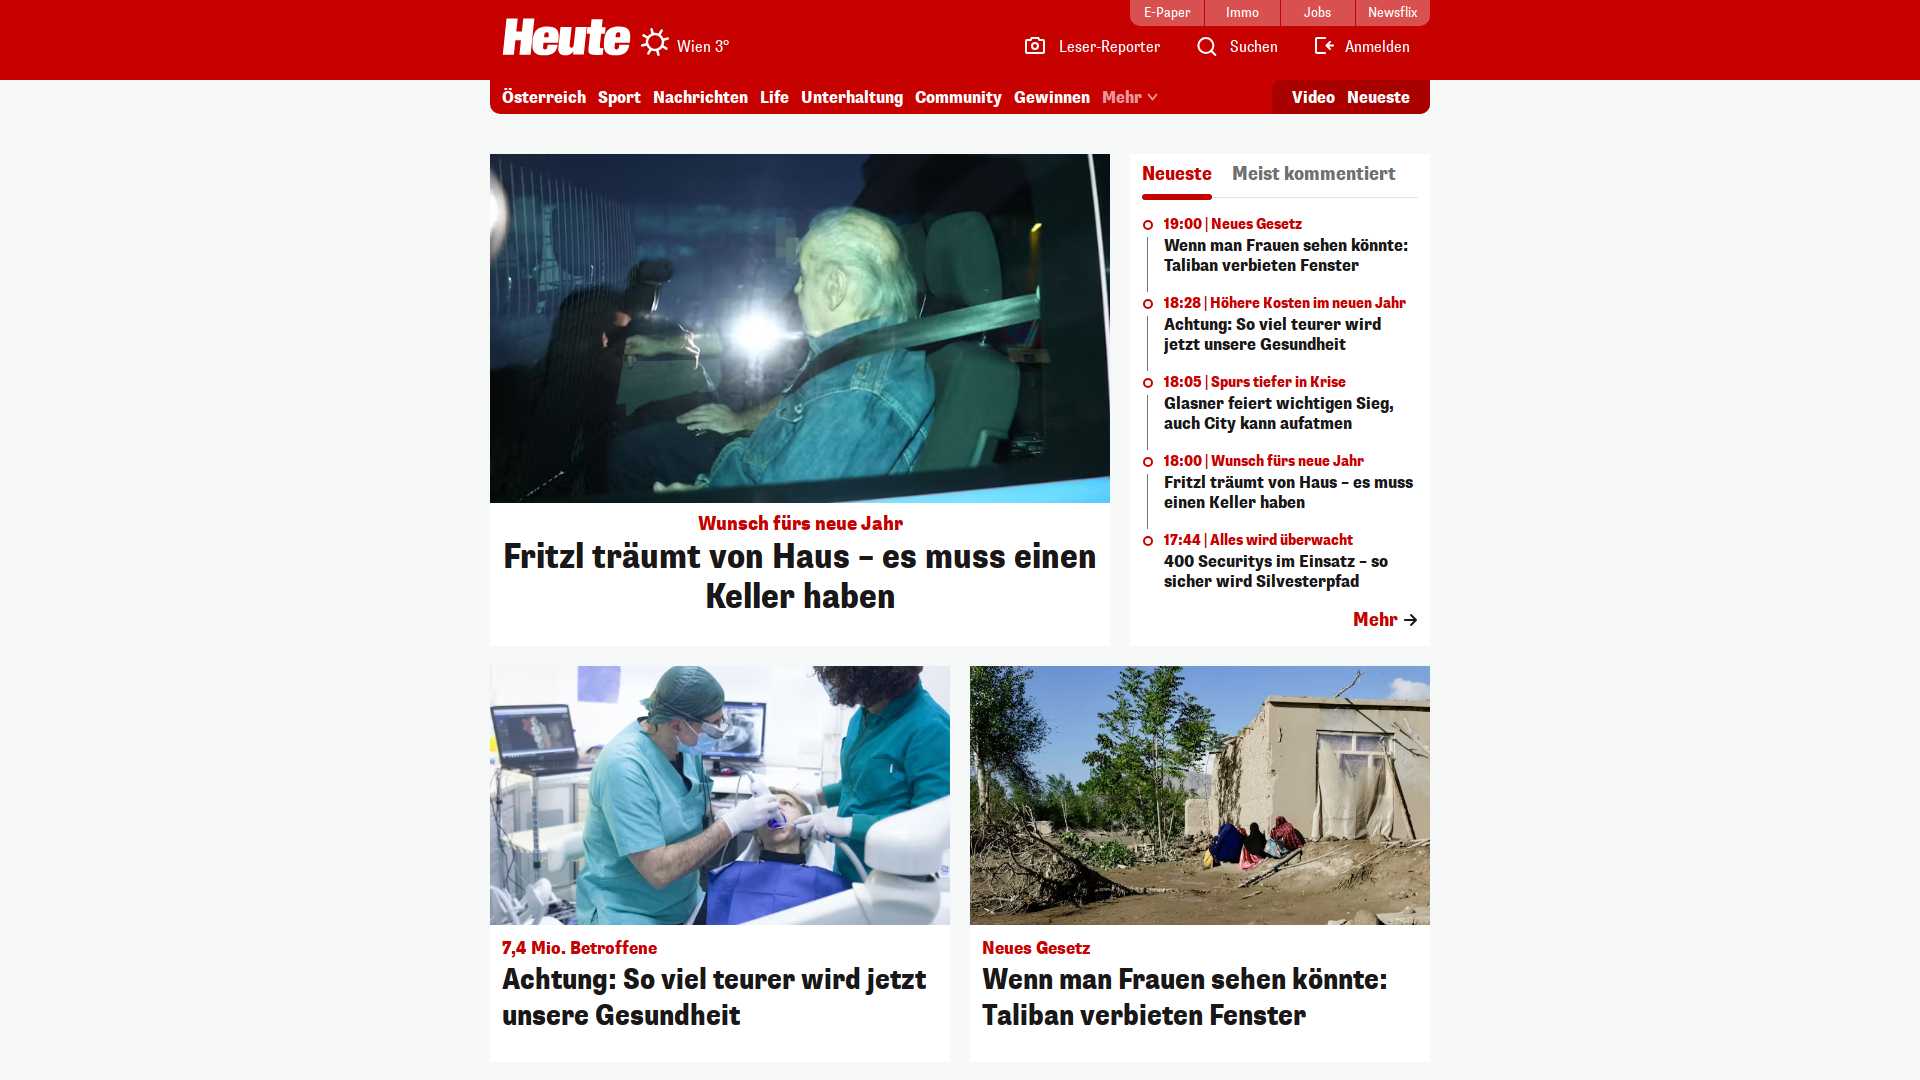 E-Paper
Immo
Jobs
Newsflix
Heute
Wien 3°
Leser-Reporter
Suchen
Anmelden
Österreich
Sport
Nachrichten
Life
Unterhaltung
Community
Gewinnen
Mehr
Video
Neueste
Wunsch fürs neue Jahr
Fritzl träumt von Haus – es muss einen
Keller haben
Neueste
Meist kommentiert
19:00 | Neues Gesetz
Wenn man Frauen sehen könnte:
Taliban verbieten Fenster
18:28 | Höhere Kosten im neuen Jahr
Achtung: So viel teurer wird
jetzt unsere Gesundheit
18:05 | Spurs tiefer in Krise
Glasner feiert wichtigen Sieg,
auch City kann aufatmen
18:00 | Wunsch fürs neue Jahr
Fritzl träumt von Haus – es muss
einen Keller haben
17:44 | Alles wird überwacht
400 Securitys im Einsatz – so
sicher wird Silvesterpfad
Mehr
7,4 Mio. Betroffene
Achtung: So viel teurer wird jetzt
unsere Gesundheit
Neues Gesetz
Wenn man Frauen sehen könnte:
Taliban verbieten Fenster